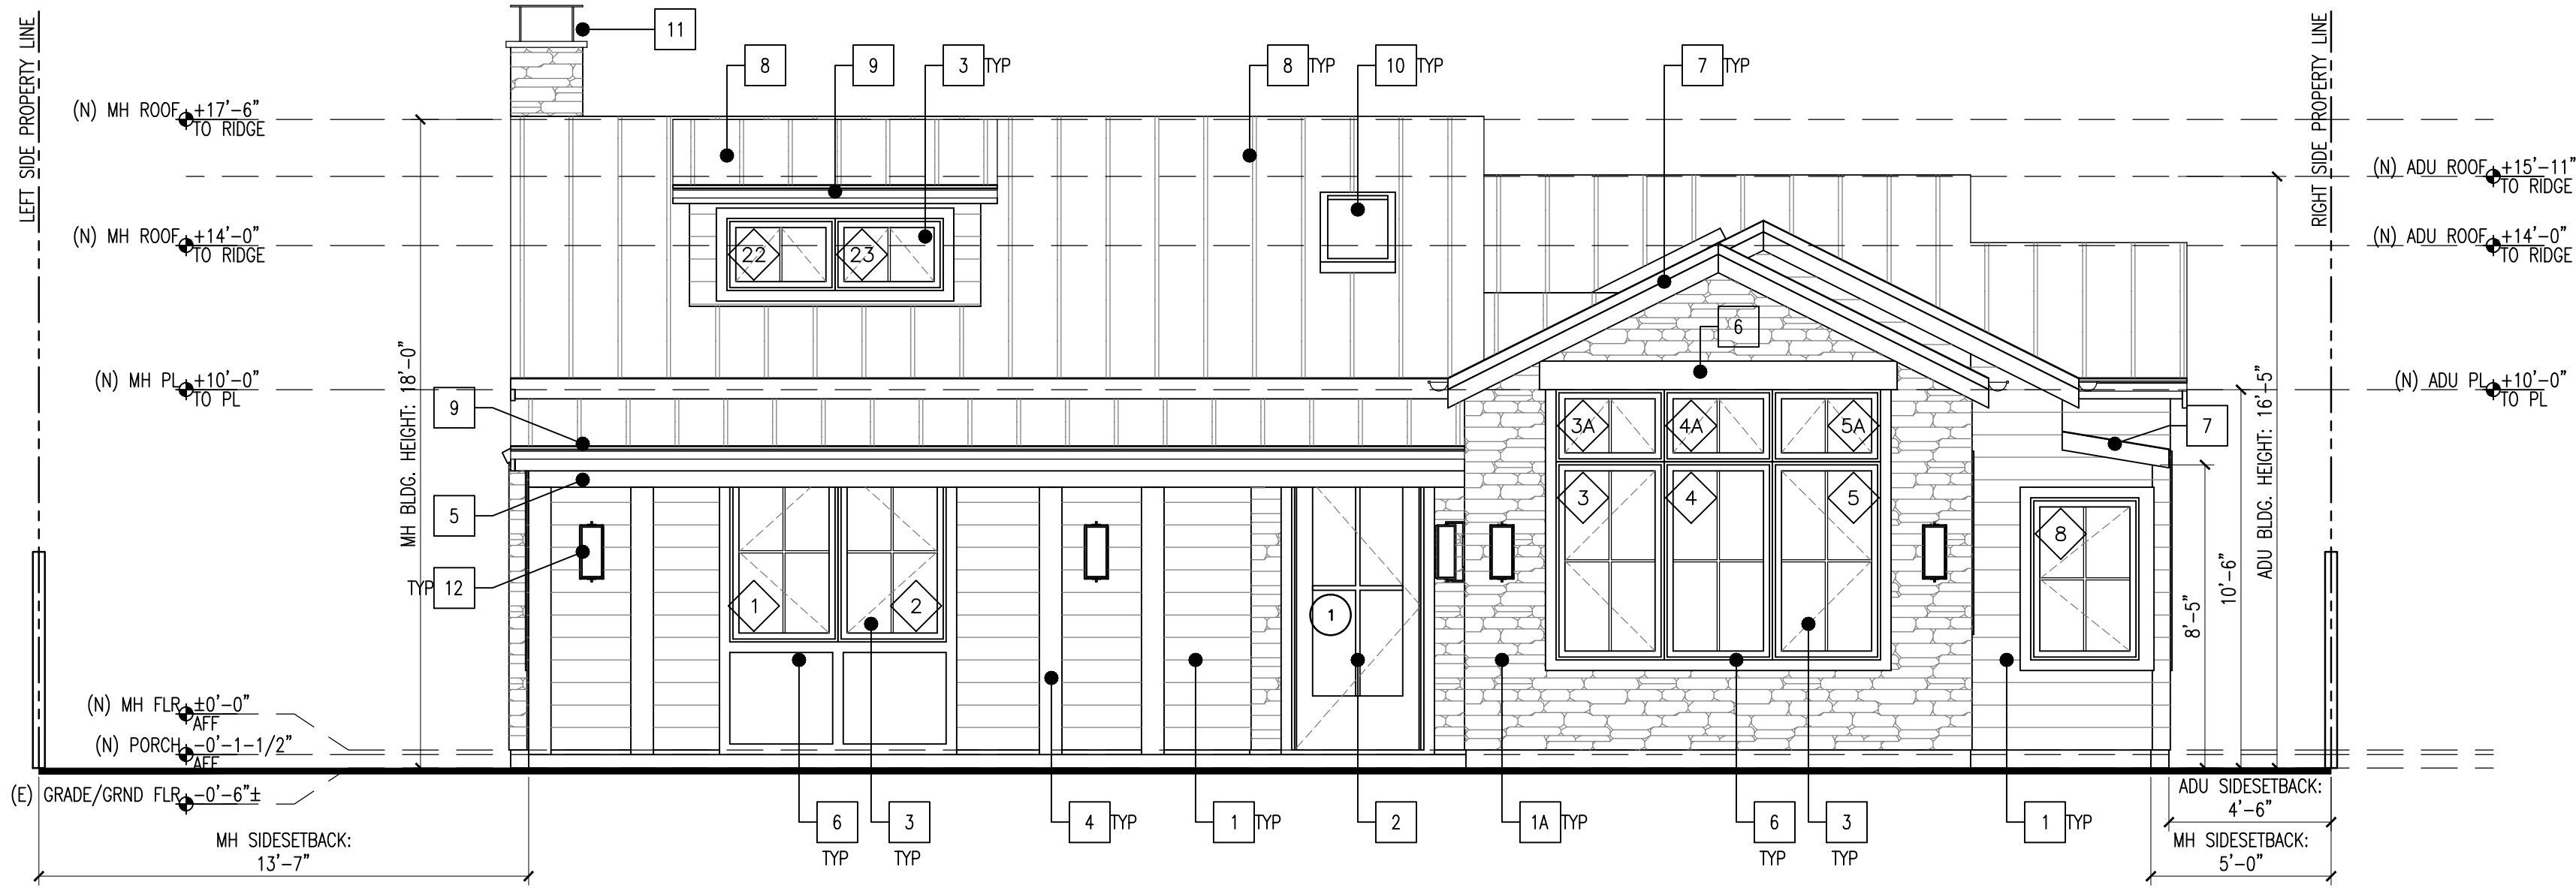 LEFT SIDE PROPERTY LINE
RIGHT SIDE PROPERTY LINE
11
8
9
3 TYP
8 TYP
10 TYP
7 TYP
(N) MH ROOF +17'-6"
TO RIDGE
(N) ADU ROOF +15'-11"
TO RIDGE
(N) MH ROOF +14'-0"
TO RIDGE
(N) ADU ROOF +14'-0"
TO RIDGE
22
23
6
(N) MH PL +10'-0"
TO PL
(N) ADU PL +10'-0"
TO PL
MH BLDG. HEIGHT: 18'-0"
ADU BLDG. HEIGHT: 16'-5"
10'-6"
8'-5"
9
3A
4A
5A
7
5
3
4
5
8
TYP 12
1
2
1
(N) MH FLR ±0'-0"
AFF
(N) PORCH -0'-1-1/2"
AFF
(E) GRADE/GRND FLR -0'-6"±
MH SIDESETBACK:
13'-7"
6
TYP
3
TYP
4 TYP
1 TYP
2
1A TYP
6
TYP
3
TYP
1 TYP
ADU SIDESETBACK:
4'-6"
MH SIDESETBACK:
5'-0"